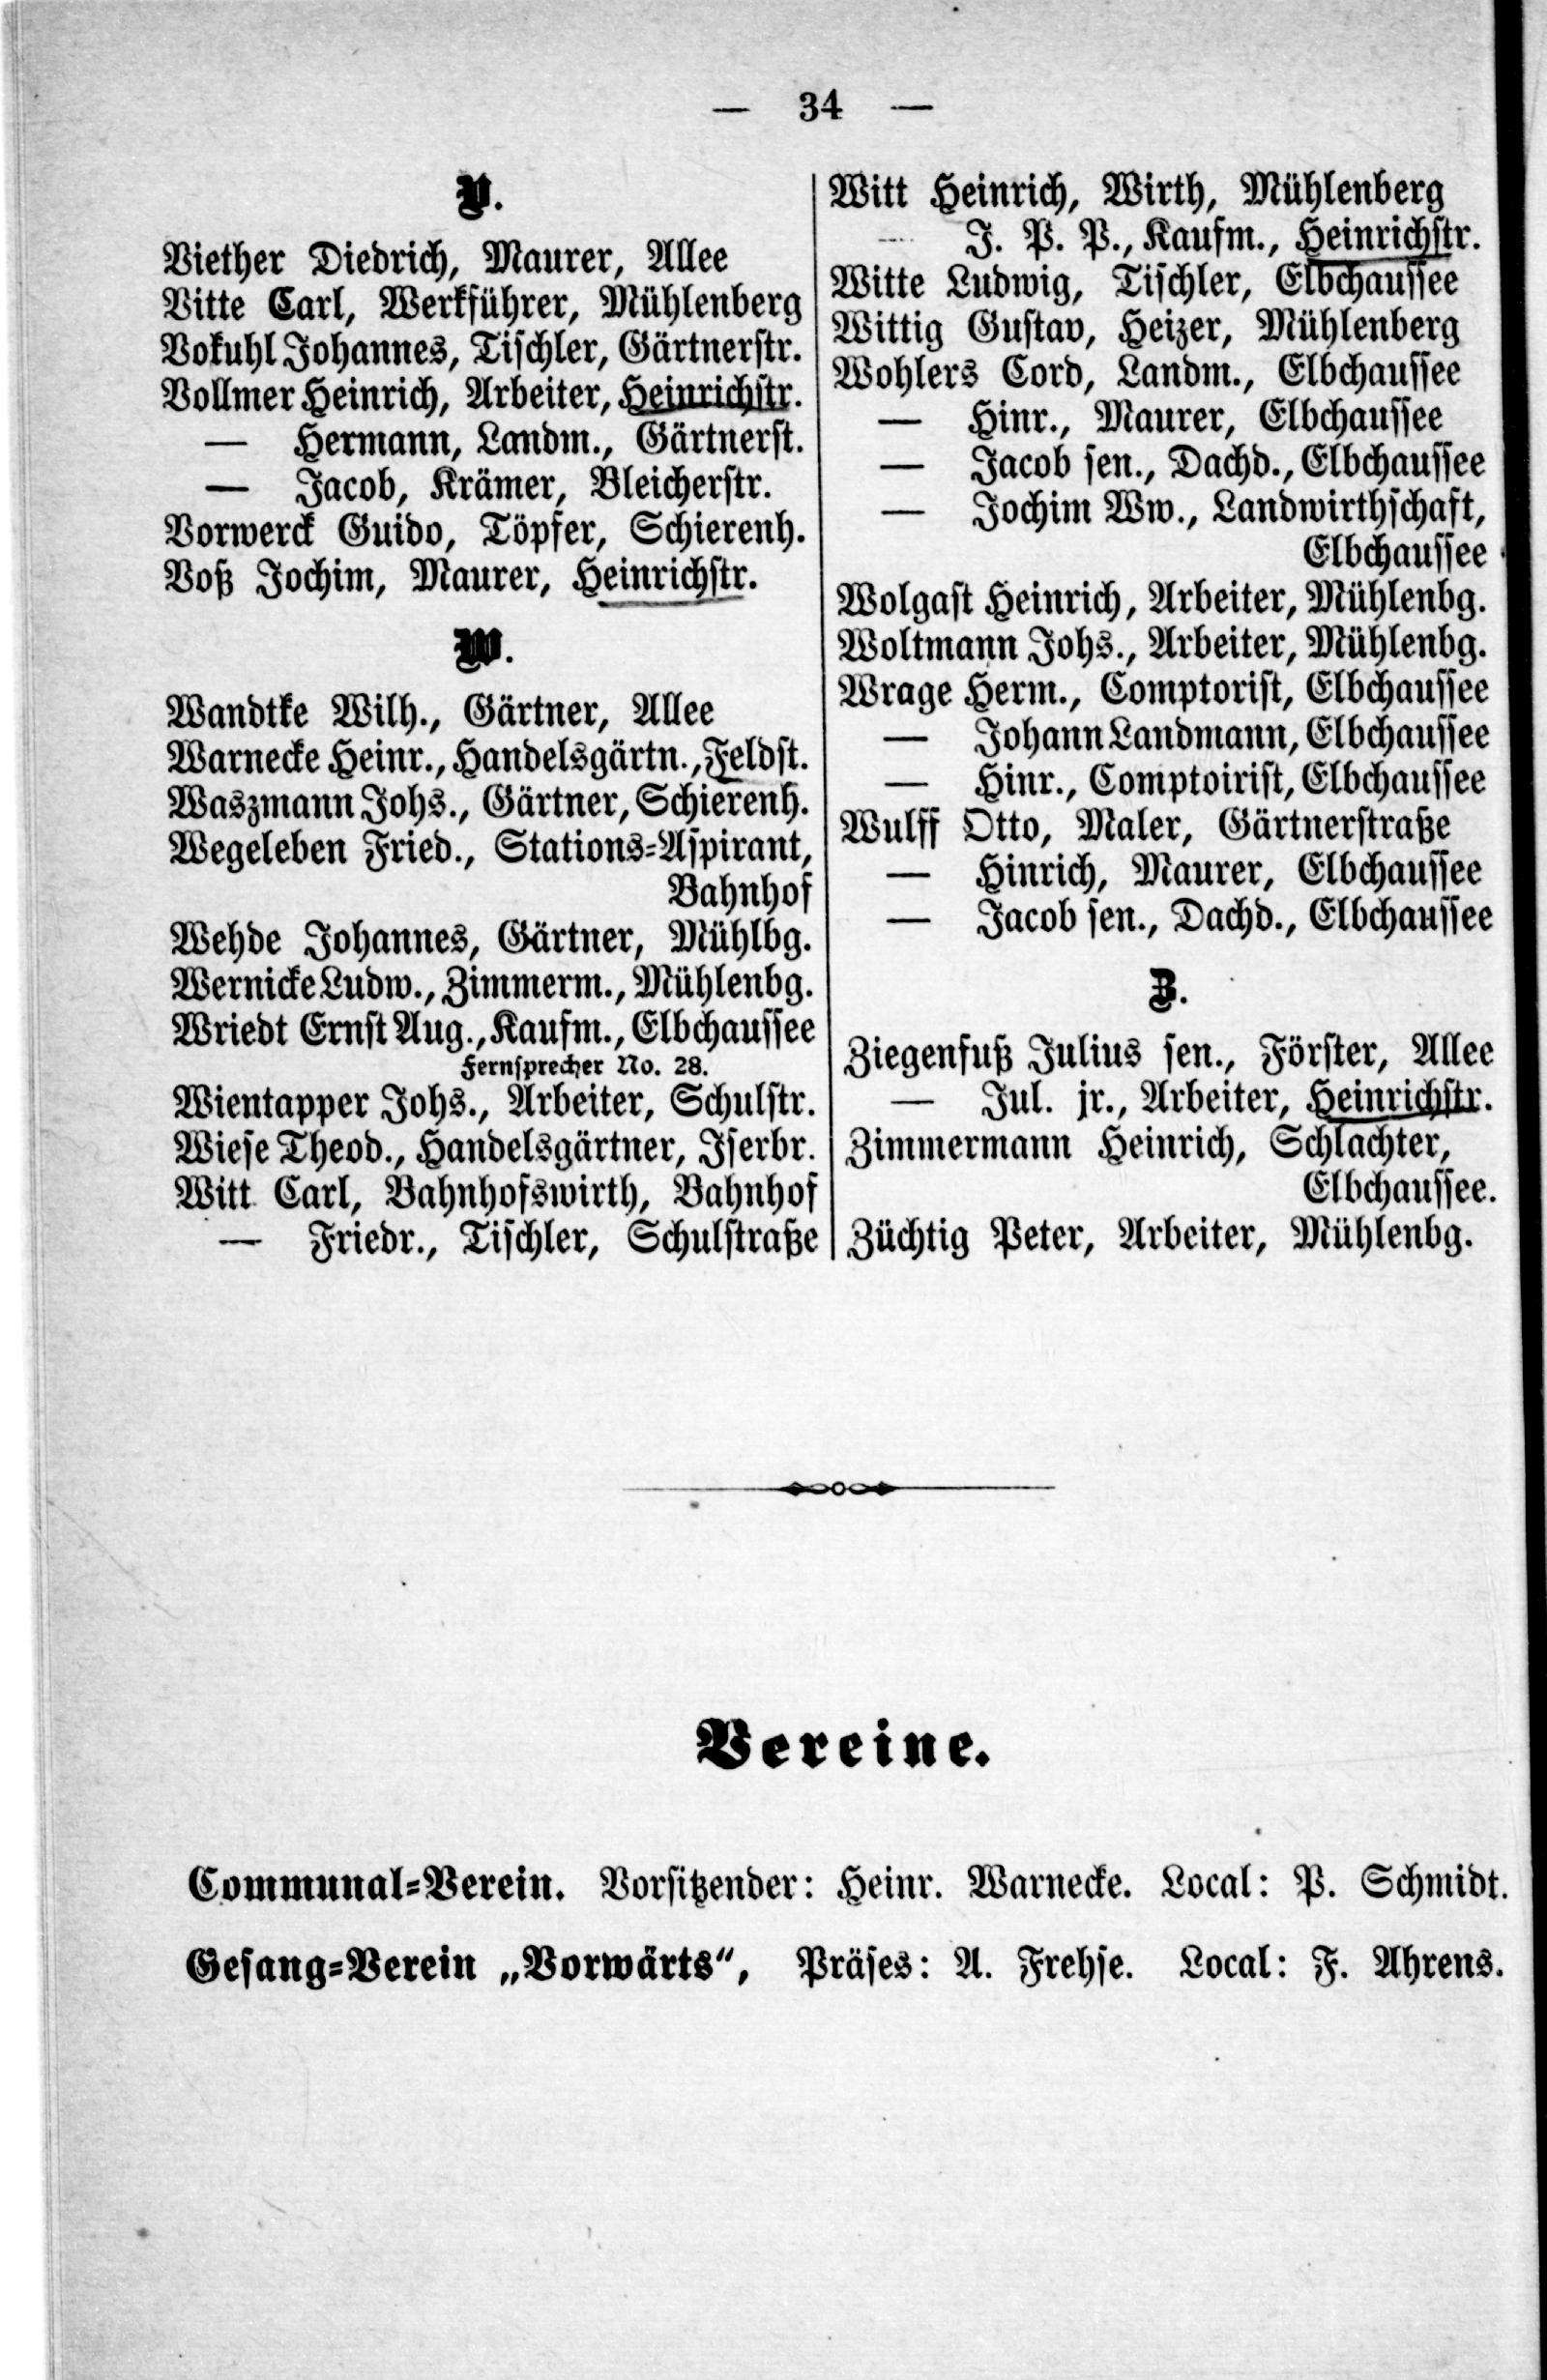 — 34 —
V.
Viether Diedrich, Maurer, Allee
Vitte Carl, Werkführer, Mühlenberg
Vokuhl Johannes, Tischler, Gärtnerstr.
Vollmer Heinrich, Arbeiter, Heinrichstr.
— Hermann, Landm., Gärtnerst.
— Jacob, Krämer, Bleicherstr.
Vorwerck Guido, Töpfer, Schierenh.
Voß Jochim, Maurer, Heinrichstr.
W.
Wandtke Wilh., Gärtner, Allee
Warnecke Heinr., Handelsgärtn., Feldst.
Waszmann Johs., Gärtner, Schierenh.
Wegeleben Fried., Stations-Aspirant,
Bahnhof
Wehde Johannes, Gärtner, Mühlbg.
Wernicke Ludw., Zimmerm., Mühlenbg.
Wriedt Ernst Aug., Kaufm., Elbchaussee
Fernsprecher No. 28.
Wientapper Johs., Arbeiter, Schulstr.
Wiese Theod., Handelsgärtner, Iserbr.
Witt Carl, Bahnhofswirth, Bahnhof
— Friedr., Tischler, Schulstraße
Witt Heinrich, Wirth, Mühlenberg
— J. P. P., Kaufm., Heinrichstr.
Witte Ludwig, Tischler, Elbchaussee
Wittig Gustav, Heizer, Mühlenberg
Wohlers Cord, Landm., Elbchaussee
— Hinr., Maurer, Elbchaussee
— Jacob sen., Dachd., Elbchaussee
— Jochim Ww., Landwirthschaft,
Elbchaussee
Wolgast Heinrich, Arbeiter, Mühlenbg.
Woltmann Johs., Arbeiter, Mühlenbg.
Wrage Herm., Comptorist, Elbchaussee
— Johann Landmann, Elbchaussee
— Hinr., Comptoirist, Elbchaussee
Wulff Otto, Maler, Gärtnerstraße
— Hinrich, Maurer, Elbchaussee
— Jacob sen., Dachd., Elbchaussee
Z.
Ziegenfuß Julius sen., Förster, Allee
— Jul. jr., Arbeiter, Heinrichstr.
Zimmermann Heinrich, Schlachter,
Elbchaussee.
Züchtig Peter, Arbeiter, Mühlenbg.
Vereine.
Communal-Verein. Vorsitzender: Heinr. Warnecke. Local: P. Schmidt.
Gesang-Verein „Vorwärts“, Präses: A. Frehse. Local: F. Ahrens.